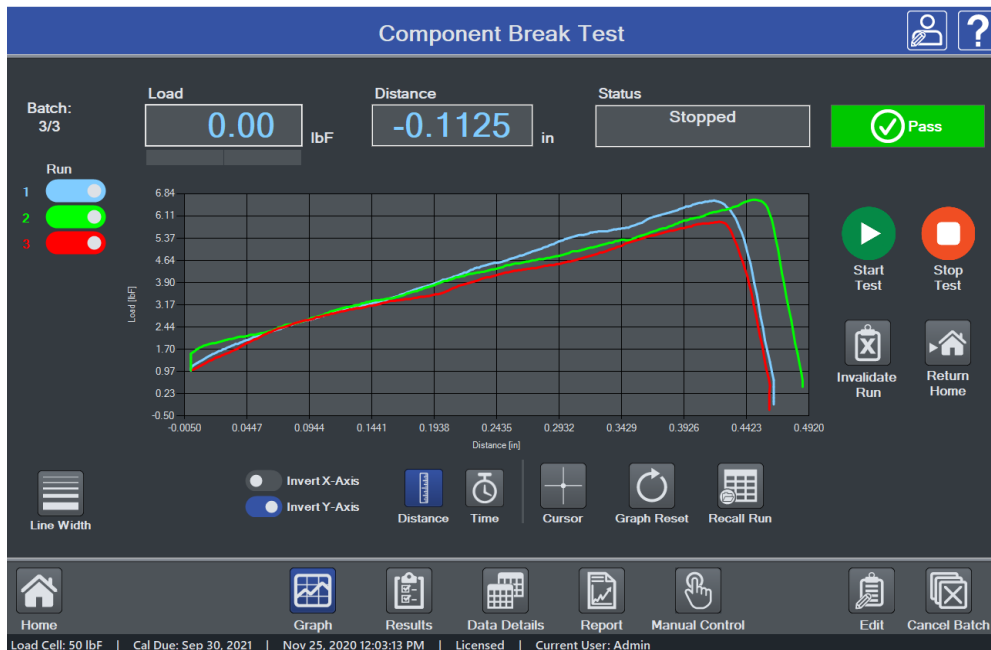 Component Break Test
?
Batch:
3/3
Load
0.00 lbF
Distance
-0.1125 in
Status
Stopped
Pass
Run
1
2
3
6.84
6.11
5.37
4.64
3.90
3.17
2.44
1.70
0.97
0.23
-0.50
Load [lbF]
-0.0050 0.0447 0.0944 0.1441 0.1938 0.2435 0.2932 0.3429 0.3926 0.4423 0.4920
Distance [in]
Start
Test
Stop
Test
Invalidate
Run
Return
Home
Line Width
Invert X-Axis
Invert Y-Axis
Distance
Time
Cursor
Graph Reset
Recall Run
Home
Graph
Results
Data Details
Report
Manual Control
Edit
Cancel Batch
Load Cell: 50 lbF | Cal Due: Sep 30, 2021 | Nov 25, 2020 12:03:13 PM | Licensed | Current User: Admin